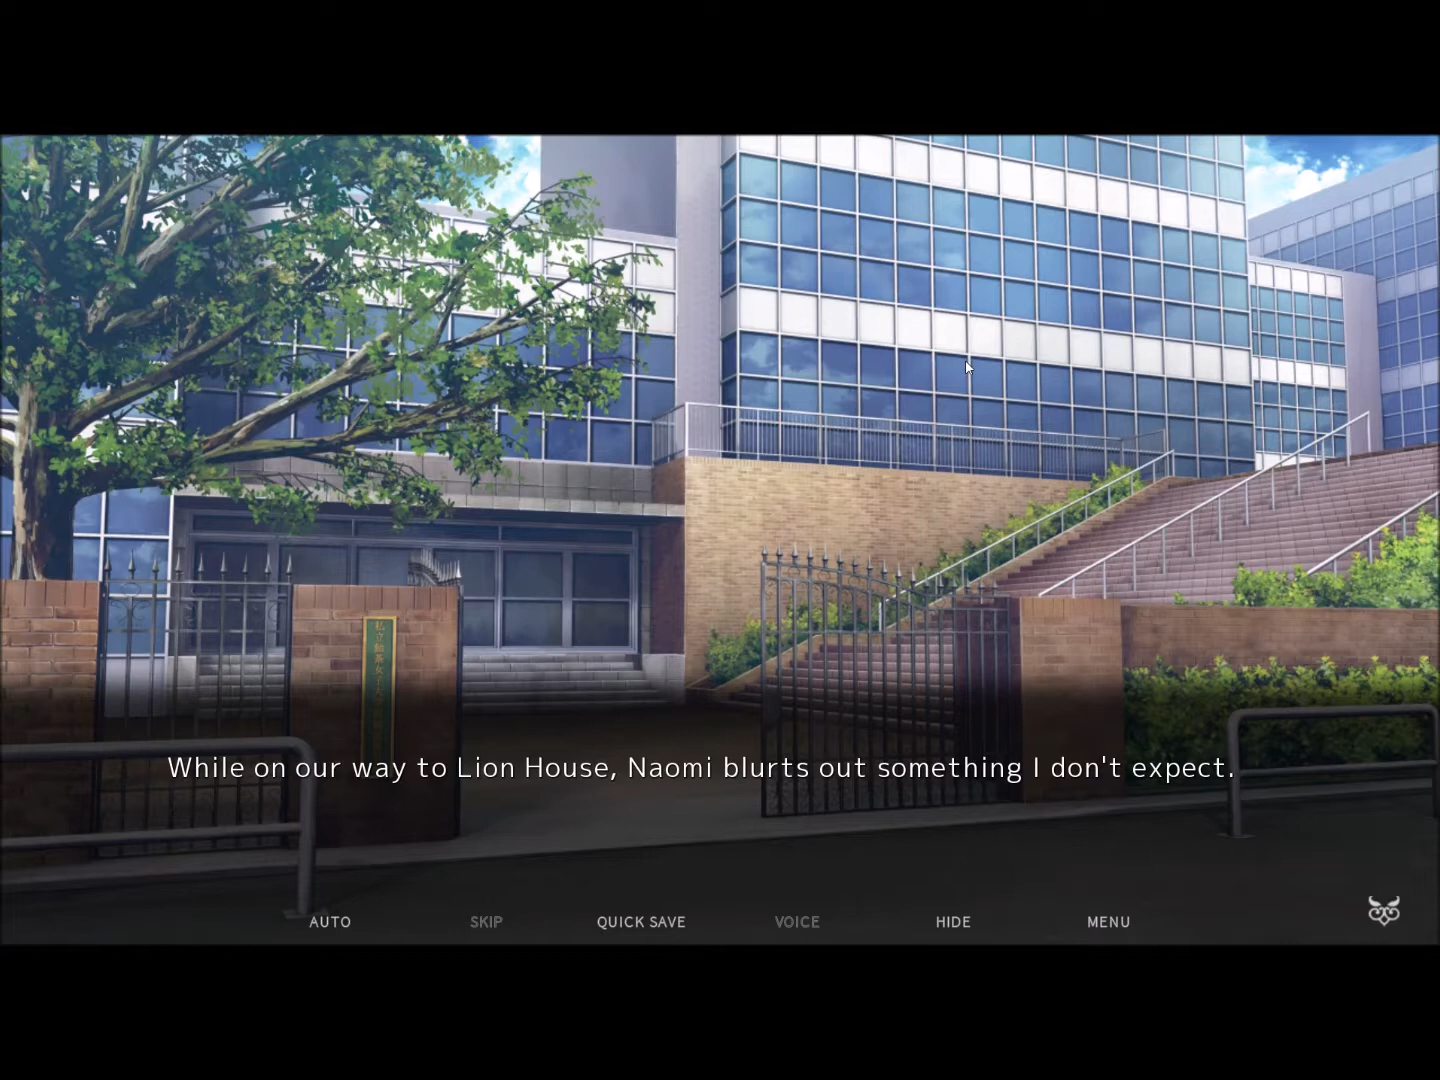 While on our way to Lion House, Naomi blurts out something I don't expect.
AUTO
SKIP
QUICK SAVE
VOICE
HIDE
MENU